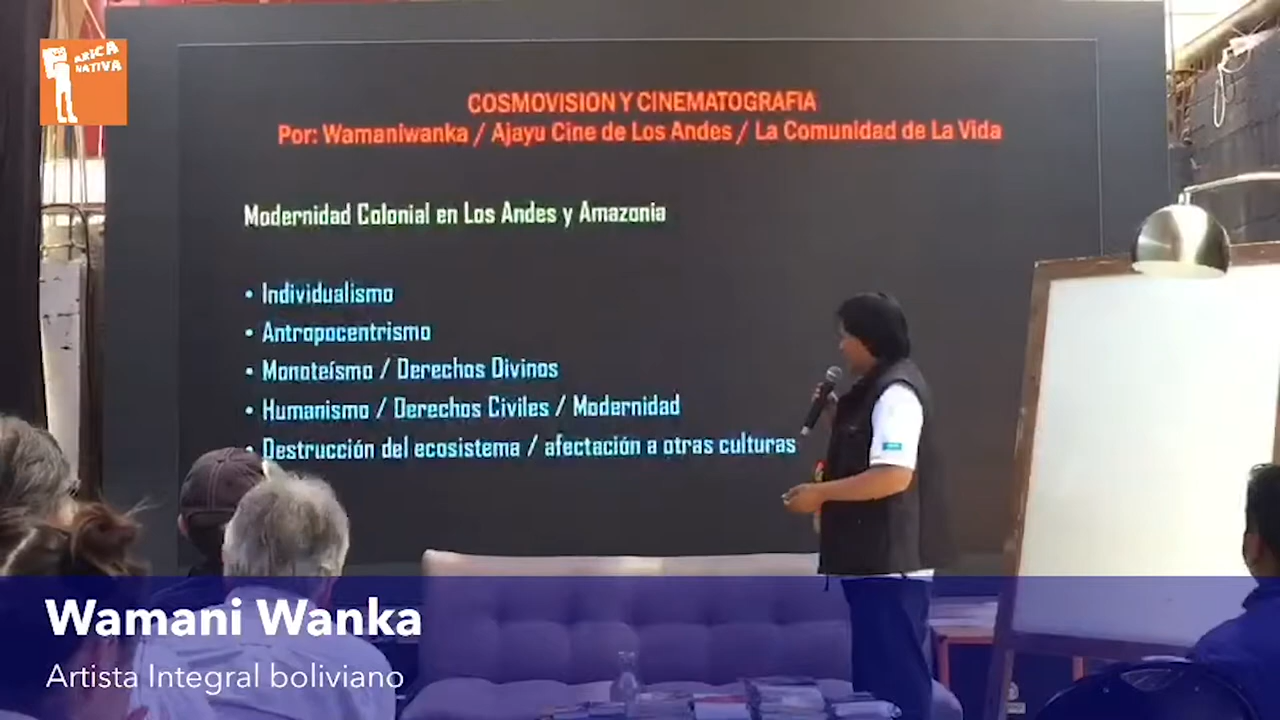 ARICA
NATIVA
COSMOVISION Y CINEMATOGRAFIA
Por: Wamaniwanka / Ajayu Cine de Los Andes / La Comunidad de La Vida
Modernidad Colonial en Los Andes y Amazonia
• Individualismo
• Antropocentrismo
• Monoteísmo / Derechos Divinos
• Humanismo / Derechos Civiles / Modernidad
• Destrucción del ecosistema / afectación a otras culturas
Wamani Wanka
Artista Integral boliviano